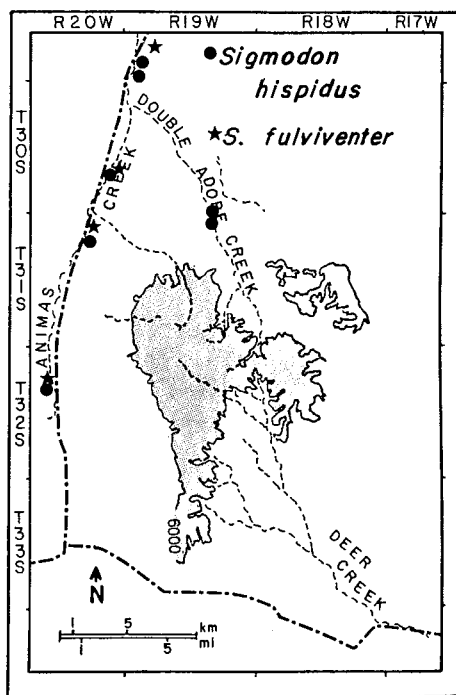 R20W R19W R18W R17W
Sigmodon
hispidus
S. fulviventer
T30S
T31S
T32S
T33S
DOUBLE ADOBE CREEK
ANIMAS CREEK
DEER
CREEK
6000
N
1 5 km
1 5 mi